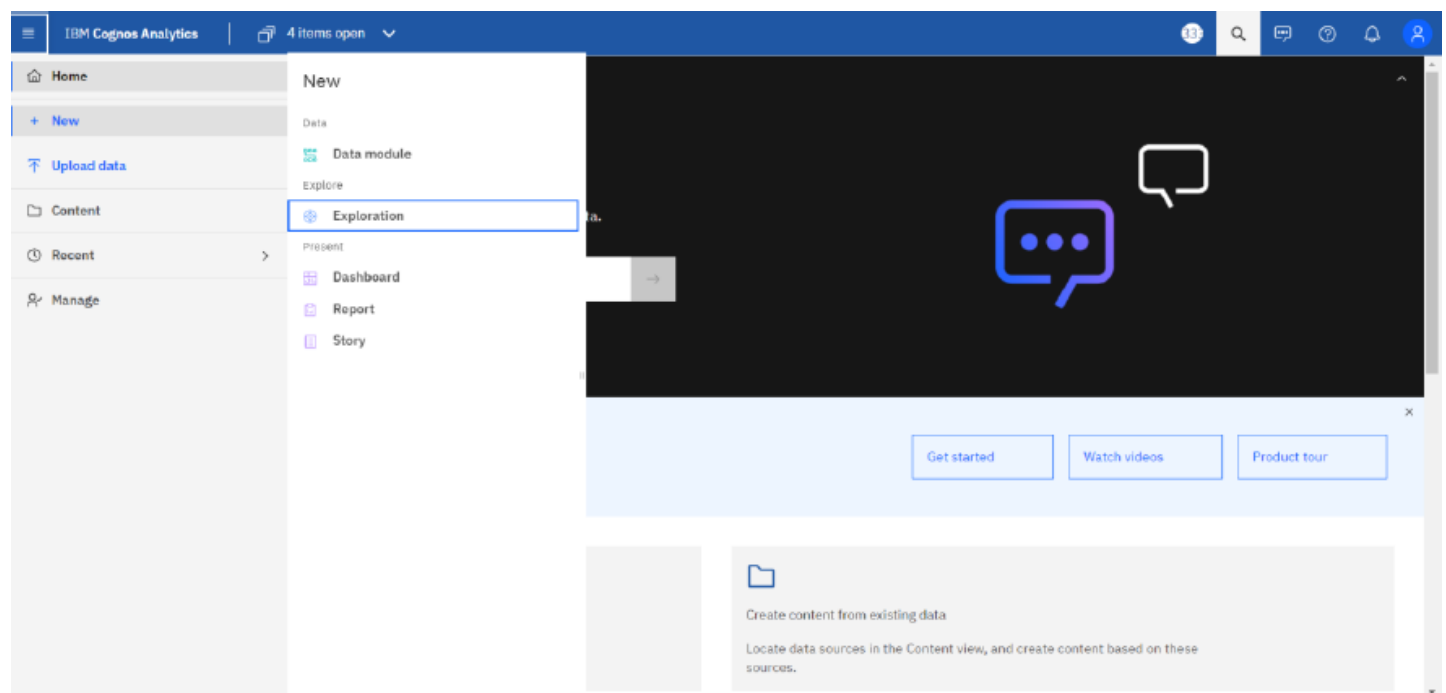 IBM Cognos Analytics
4 items open
Home
New
Upload data
Content
Recent
Manage
New
Data
Data module
Explore
Exploration
Present
Dashboard
Report
Story
ta.
Get started
Watch videos
Product tour
Create content from existing data
Locate data sources in the Content view, and create content based on these
sources.